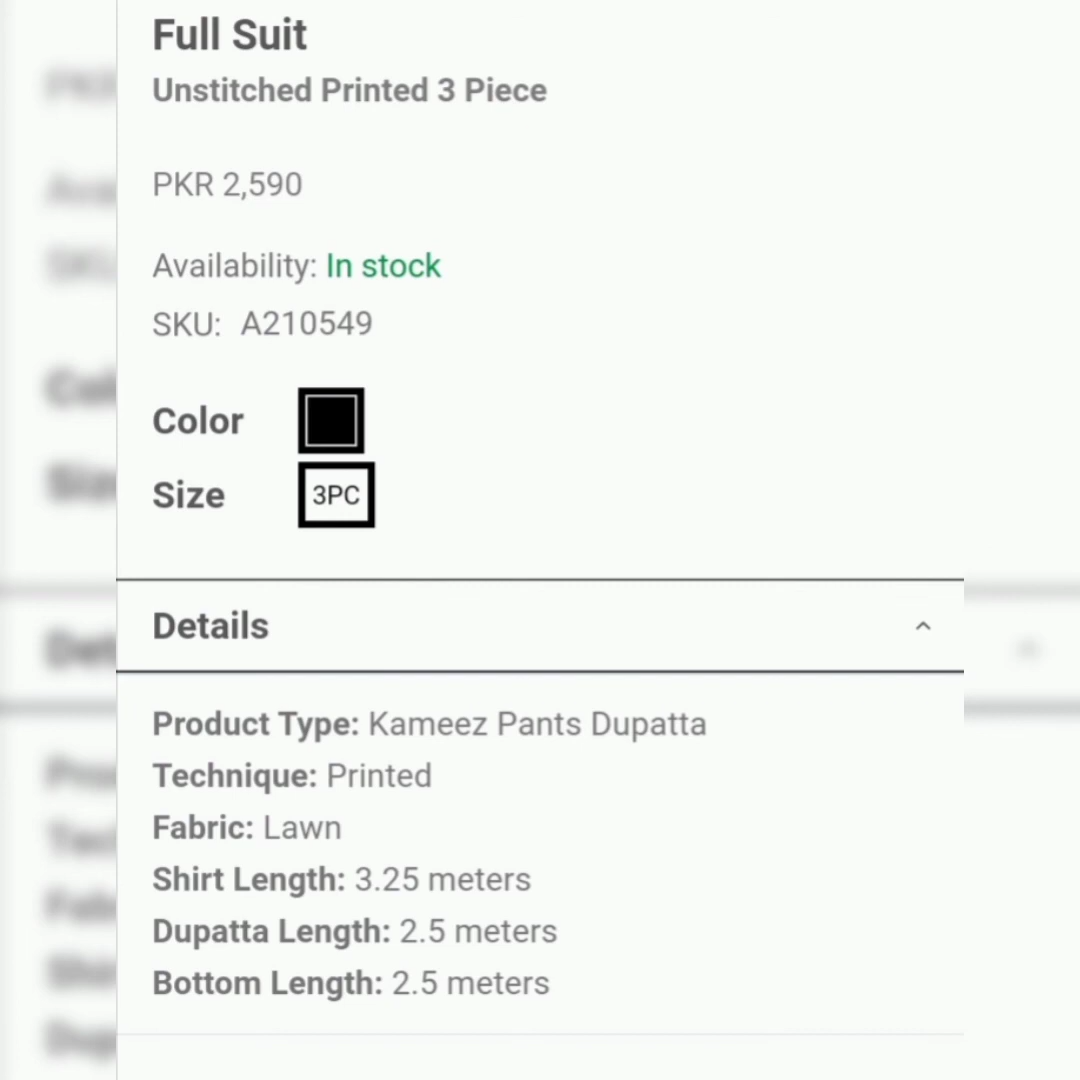 Full Suit
Unstitched Printed 3 Piece
PKR 2,590
Availability: In stock
SKU: A210549
Color
Size 3PC
Details
Product Type: Kameez Pants Dupatta
Technique: Printed
Fabric: Lawn
Shirt Length: 3.25 meters
Dupatta Length: 2.5 meters
Bottom Length: 2.5 meters